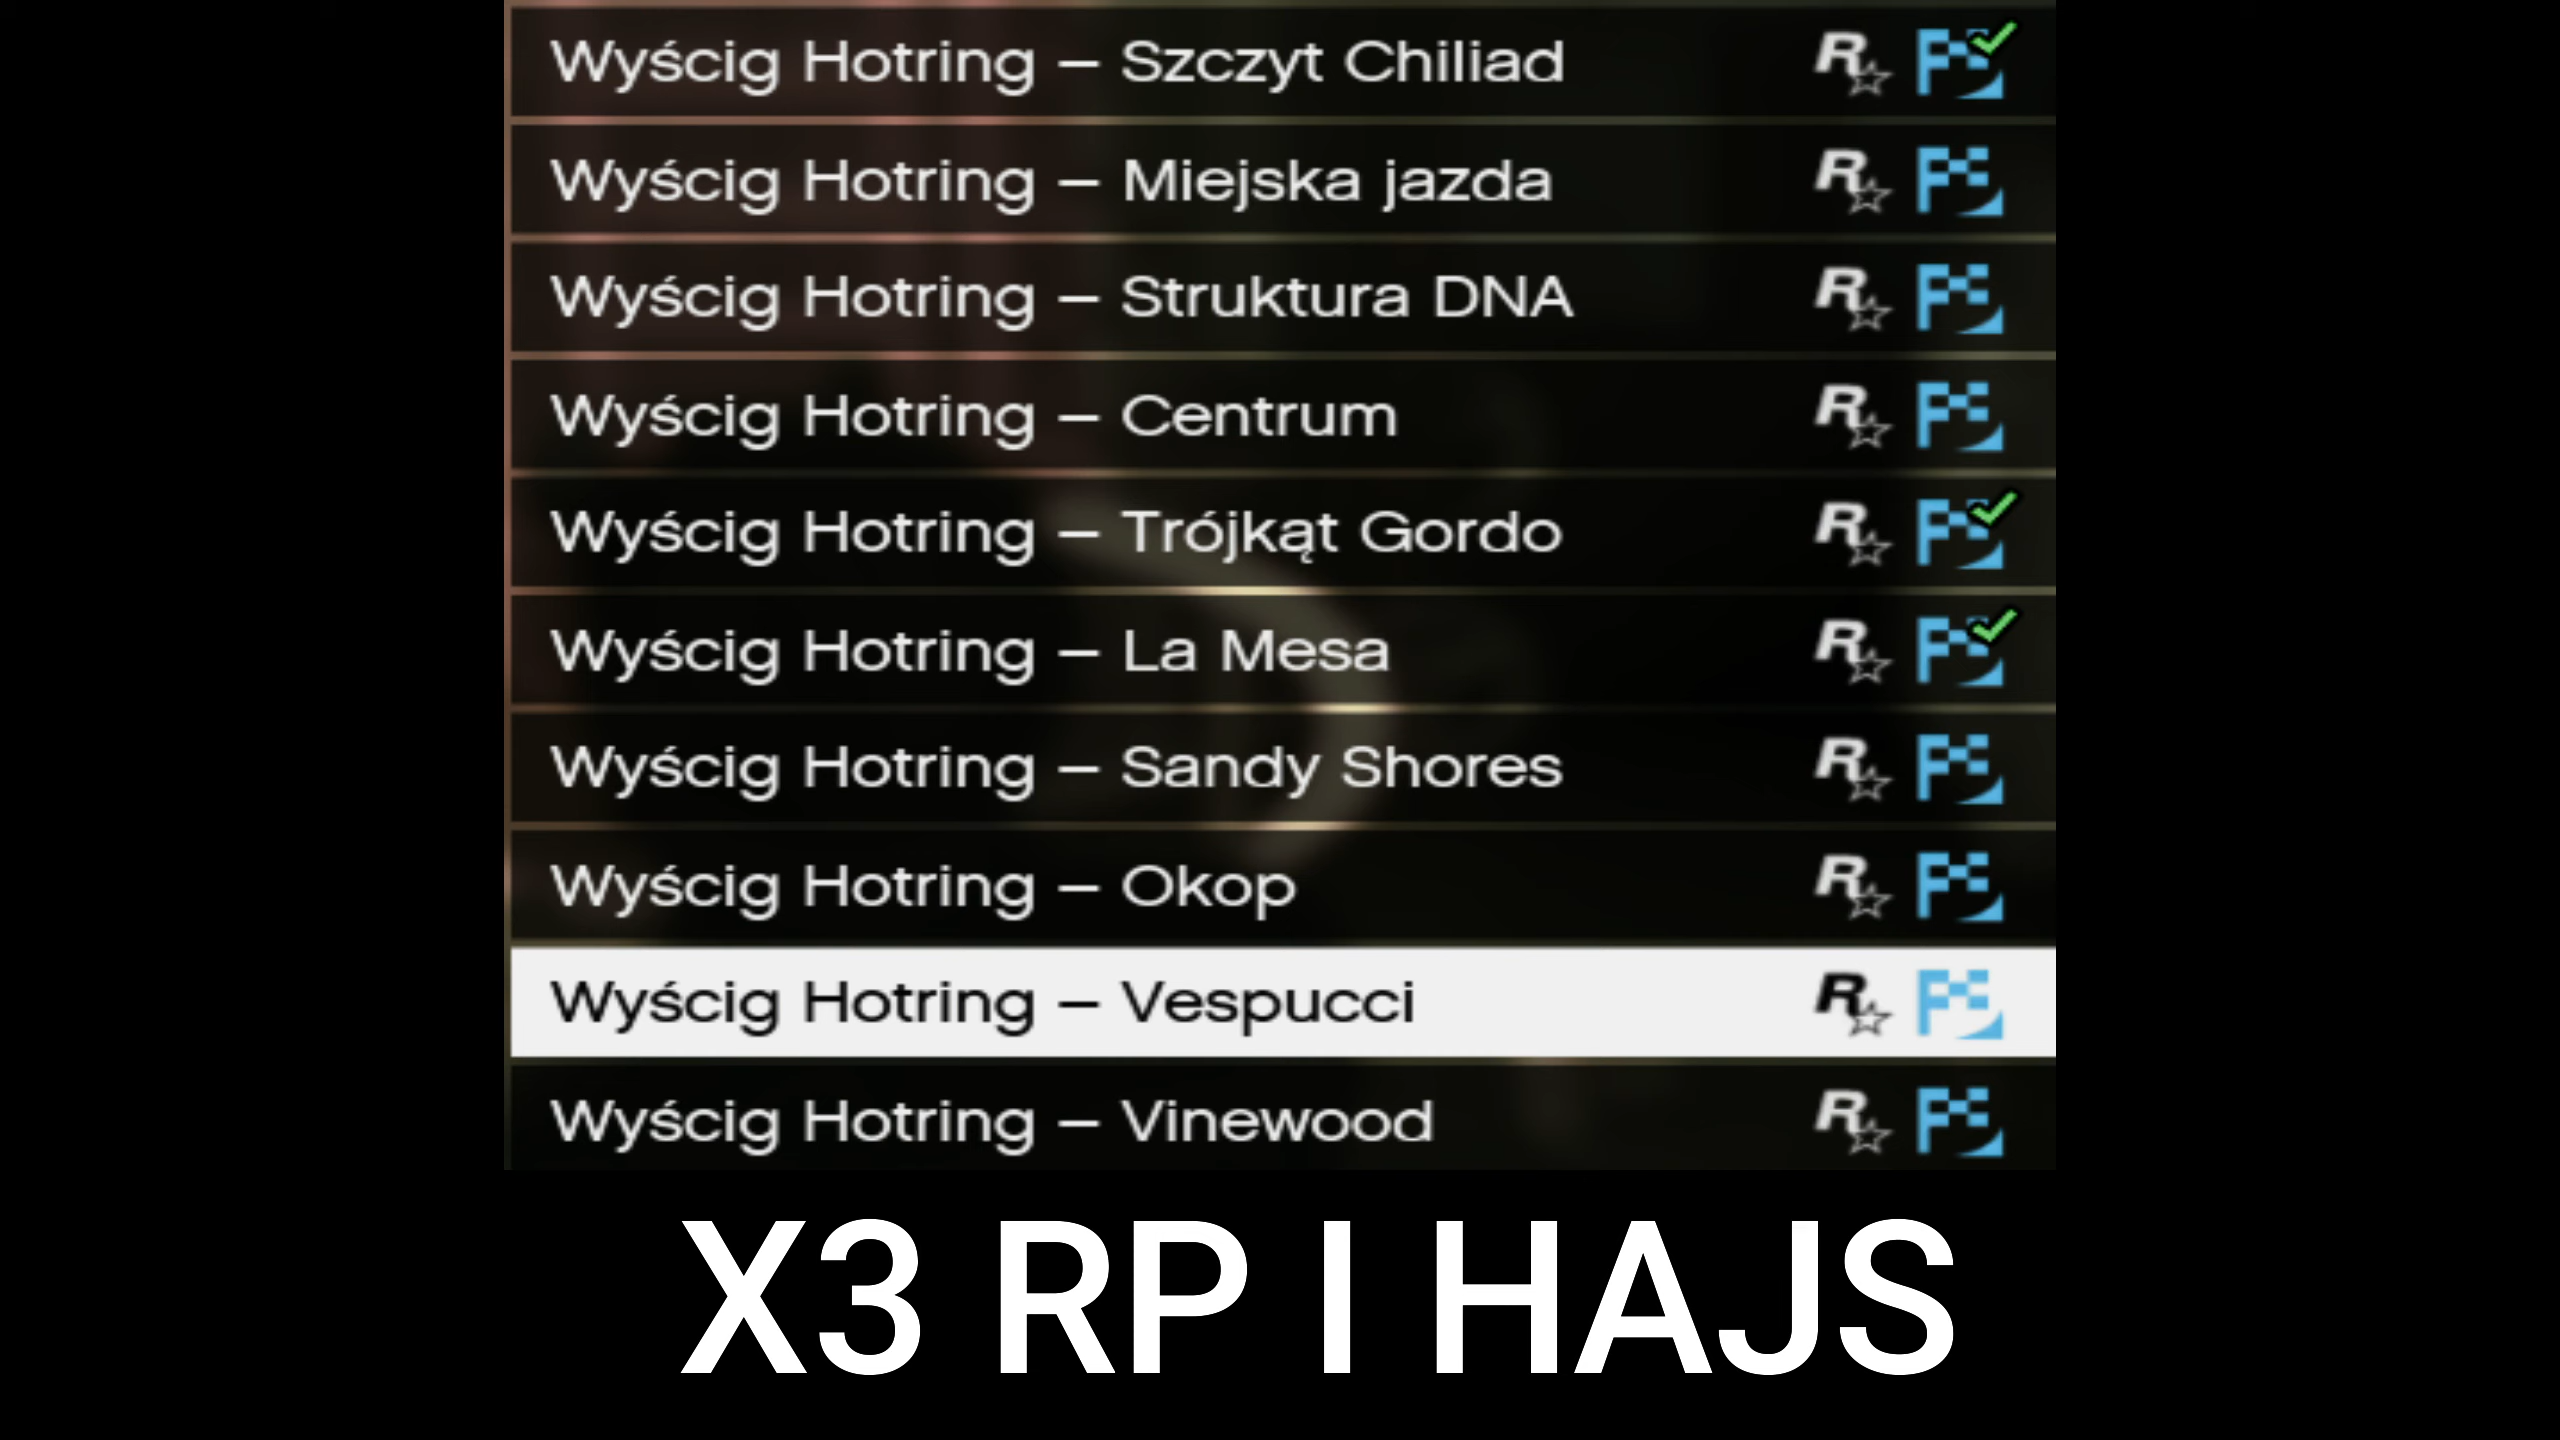 Wyścig Hotring – Szczyt Chiliad
Wyścig Hotring – Miejska jazda
Wyścig Hotring – Struktura DNA
Wyścig Hotring – Centrum
Wyścig Hotring – Trójkąt Gordo
Wyścig Hotring – La Mesa
Wyścig Hotring – Sandy Shores
Wyścig Hotring – Okop
Wyścig Hotring – Vespucci
Wyścig Hotring – Vinewood
X3 RP I HAJS